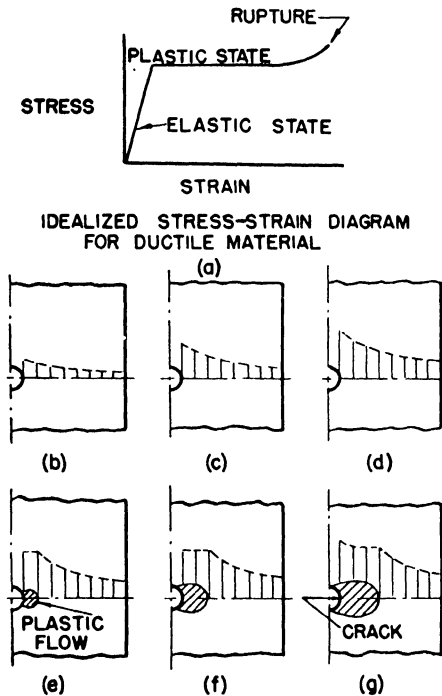 RUPTURE
PLASTIC STATE
STRESS
ELASTIC STATE
STRAIN
IDEALIZED STRESS-STRAIN DIAGRAM
FOR DUCTILE MATERIAL
(a)
(b) (c) (d)
PLASTIC
FLOW
CRACK
(e) (f) (g)